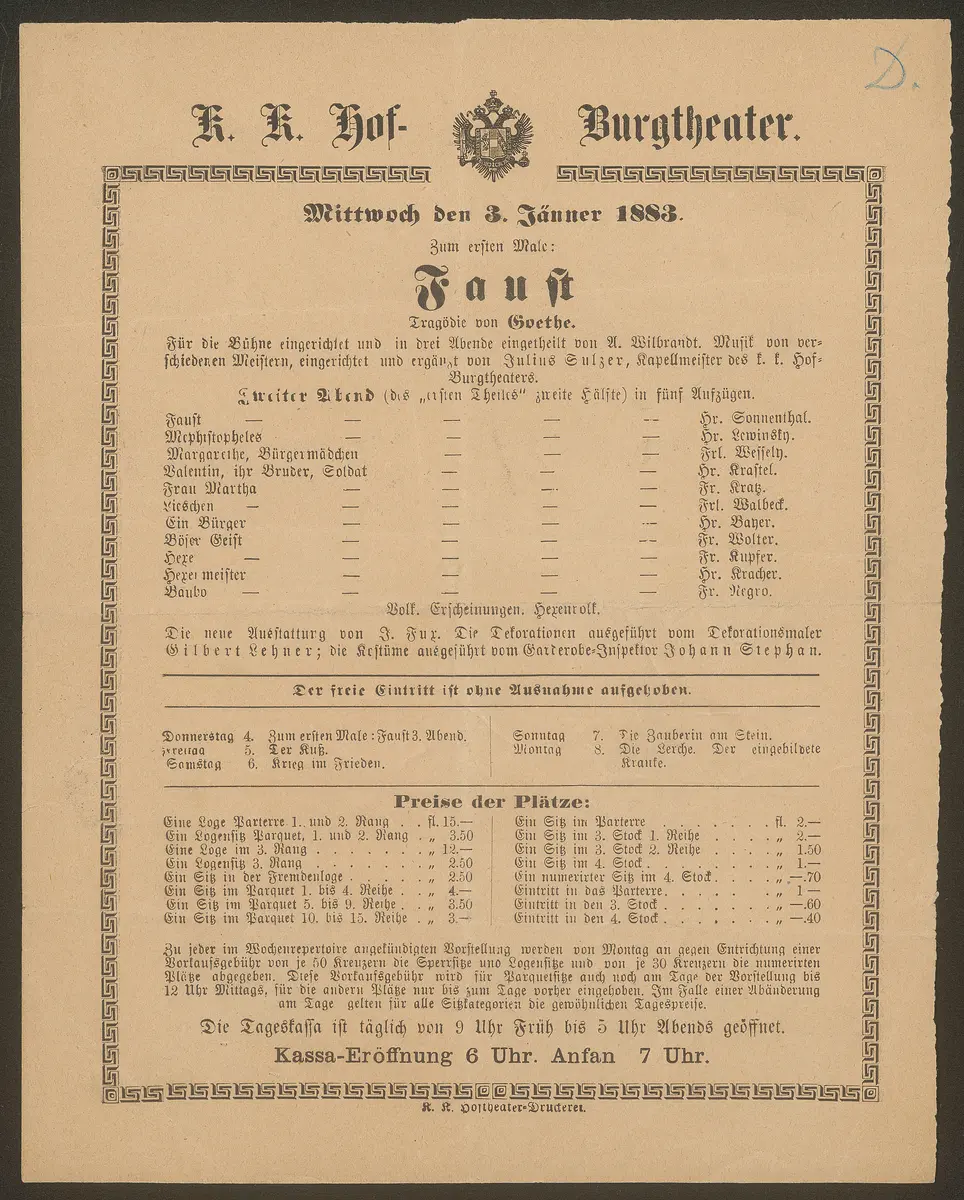 D.
K. K. Hof- Burgtheater.
Mittwoch den 3. Jänner 1883.
Zum ersten Male:
Faust
Tragödie von Goethe.
Für die Bühne eingerichtet und in drei Abende eingetheilt von A. Wilbrandt. Musik von ver-
schiedenen Meistern, eingerichtet und ergänzt von Julius Sulzer, Kapellmeister des k. k. Hof-
Burgtheaters.
Zweiter Abend (des „ersten Theiles“ zweite Hälfte) in fünf Aufzügen.
Faust — — — — Hr. Sonnenthal.
Mephistopheles — — — — Hr. Lewinsky.
Margarethe, Bürgermädchen — — — Frl. Wessely.
Valentin, ihr Bruder, Soldat — — — Hr. Krastel.
Frau Martha — — — — Fr. Kratz.
Lieschen — — — — — Frl. Walbeck.
Ein Bürger — — — — Hr. Bayer.
Böser Geist — — — — Fr. Wolter.
Hexe — — — — — Fr. Kupfer.
Hexenmeister — — — — Hr. Kracher.
Baubo — — — — — Fr. Negro.
Volk. Erscheinungen. Hexenvolk.
Die neue Ausstattung von J. Fux. Die Dekorationen ausgeführt vom Dekorationsmaler
Gilbert Lehner; die Kostüme ausgeführt vom Garderobe-Inspektor Johann Stephan.
Der freie Eintritt ist ohne Ausnahme aufgehoben.
Donnerstag 4. Zum ersten Male: Faust 3. Abend.
Freitag 5. Der Kuß.
Samstag 6. Krieg im Frieden.
Sonntag 7. Die Zauberin am Stein.
Montag 8. Die Lerche. Der eingebildete
Kranke.
Preise der Plätze:
Eine Loge Parterre 1. und 2. Rang . . fl. 15.—
Ein Logensitz Parquet, 1. und 2. Rang . „ 3.50
Eine Loge im 3. Rang . . . . . . . „ 12.—
Ein Logensitz 3. Rang . . . . . . . „ 2.50
Ein Sitz in der Fremdenloge . . . . . „ 2.50
Ein Sitz im Parquet 1. bis 4. Reihe . . „ 4.—
Ein Sitz im Parquet 5. bis 9. Reihe . . „ 3.50
Ein Sitz im Parquet 10. bis 15. Reihe . „ 3.—
Ein Sitz im Parterre . . . . . . . fl. 2.—
Ein Sitz im 3. Stock 1. Reihe . . . . „ 2.—
Ein Sitz im 3. Stock 2. Reihe . . . . „ 1.50
Ein Sitz im 4. Stock . . . . . . . „ 1.—
Ein numerirter Sitz im 4. Stock . . . . „ —.70
Eintritt in das Parterre . . . . . . „ 1 —
Eintritt in den 3. Stock . . . . . . „ —.60
Eintritt in den 4. Stock . . . . . . „ —.40
Zu jeder im Wochenrepertoire angekündigten Vorstellung werden von Montag an gegen Entrichtung einer
Vorkaufsgebühr von je 50 Kreuzern die Sperrsitze und Logensitze und von je 30 Kreuzern die numerirten
Plätze abgegeben. Diese Vorkaufsgebühr wird für Parquetsitze auch noch am Tage der Vorstellung bis
12 Uhr Mittags, für die andern Plätze nur bis zum Tage vorher eingehoben. Im Falle einer Abänderung
am Tage gelten für alle Sitzkategorien die gewöhnlichen Tagespreise.
Die Tageskassa ist täglich von 9 Uhr Früh bis 5 Uhr Abends geöffnet.
Kassa-Eröffnung 6 Uhr. Anfan 7 Uhr.
K. K. Hoftheater-Druckerei.